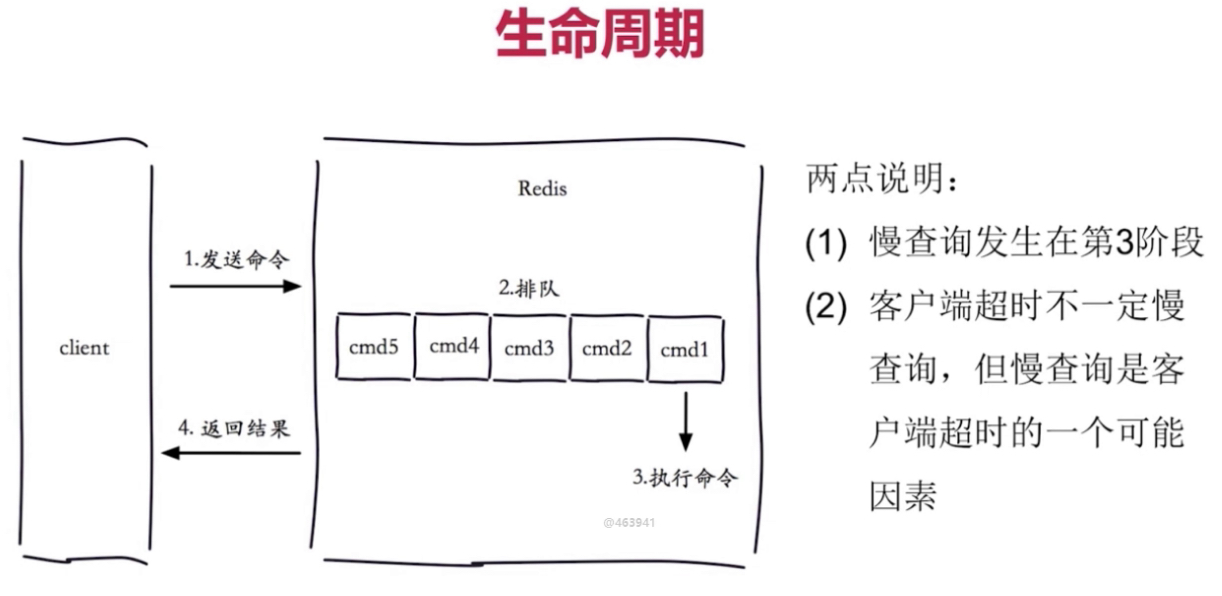 生命周期
Redis
两点说明：
(1) 慢查询发生在第3阶段
(2) 客户端超时不一定慢
查询，但慢查询是客
户端超时的一个可能
因素
1.发送命令
2.排队
client
cmd5 cmd4 cmd3 cmd2 cmd1
4. 返回结果
3.执行命令
@463941